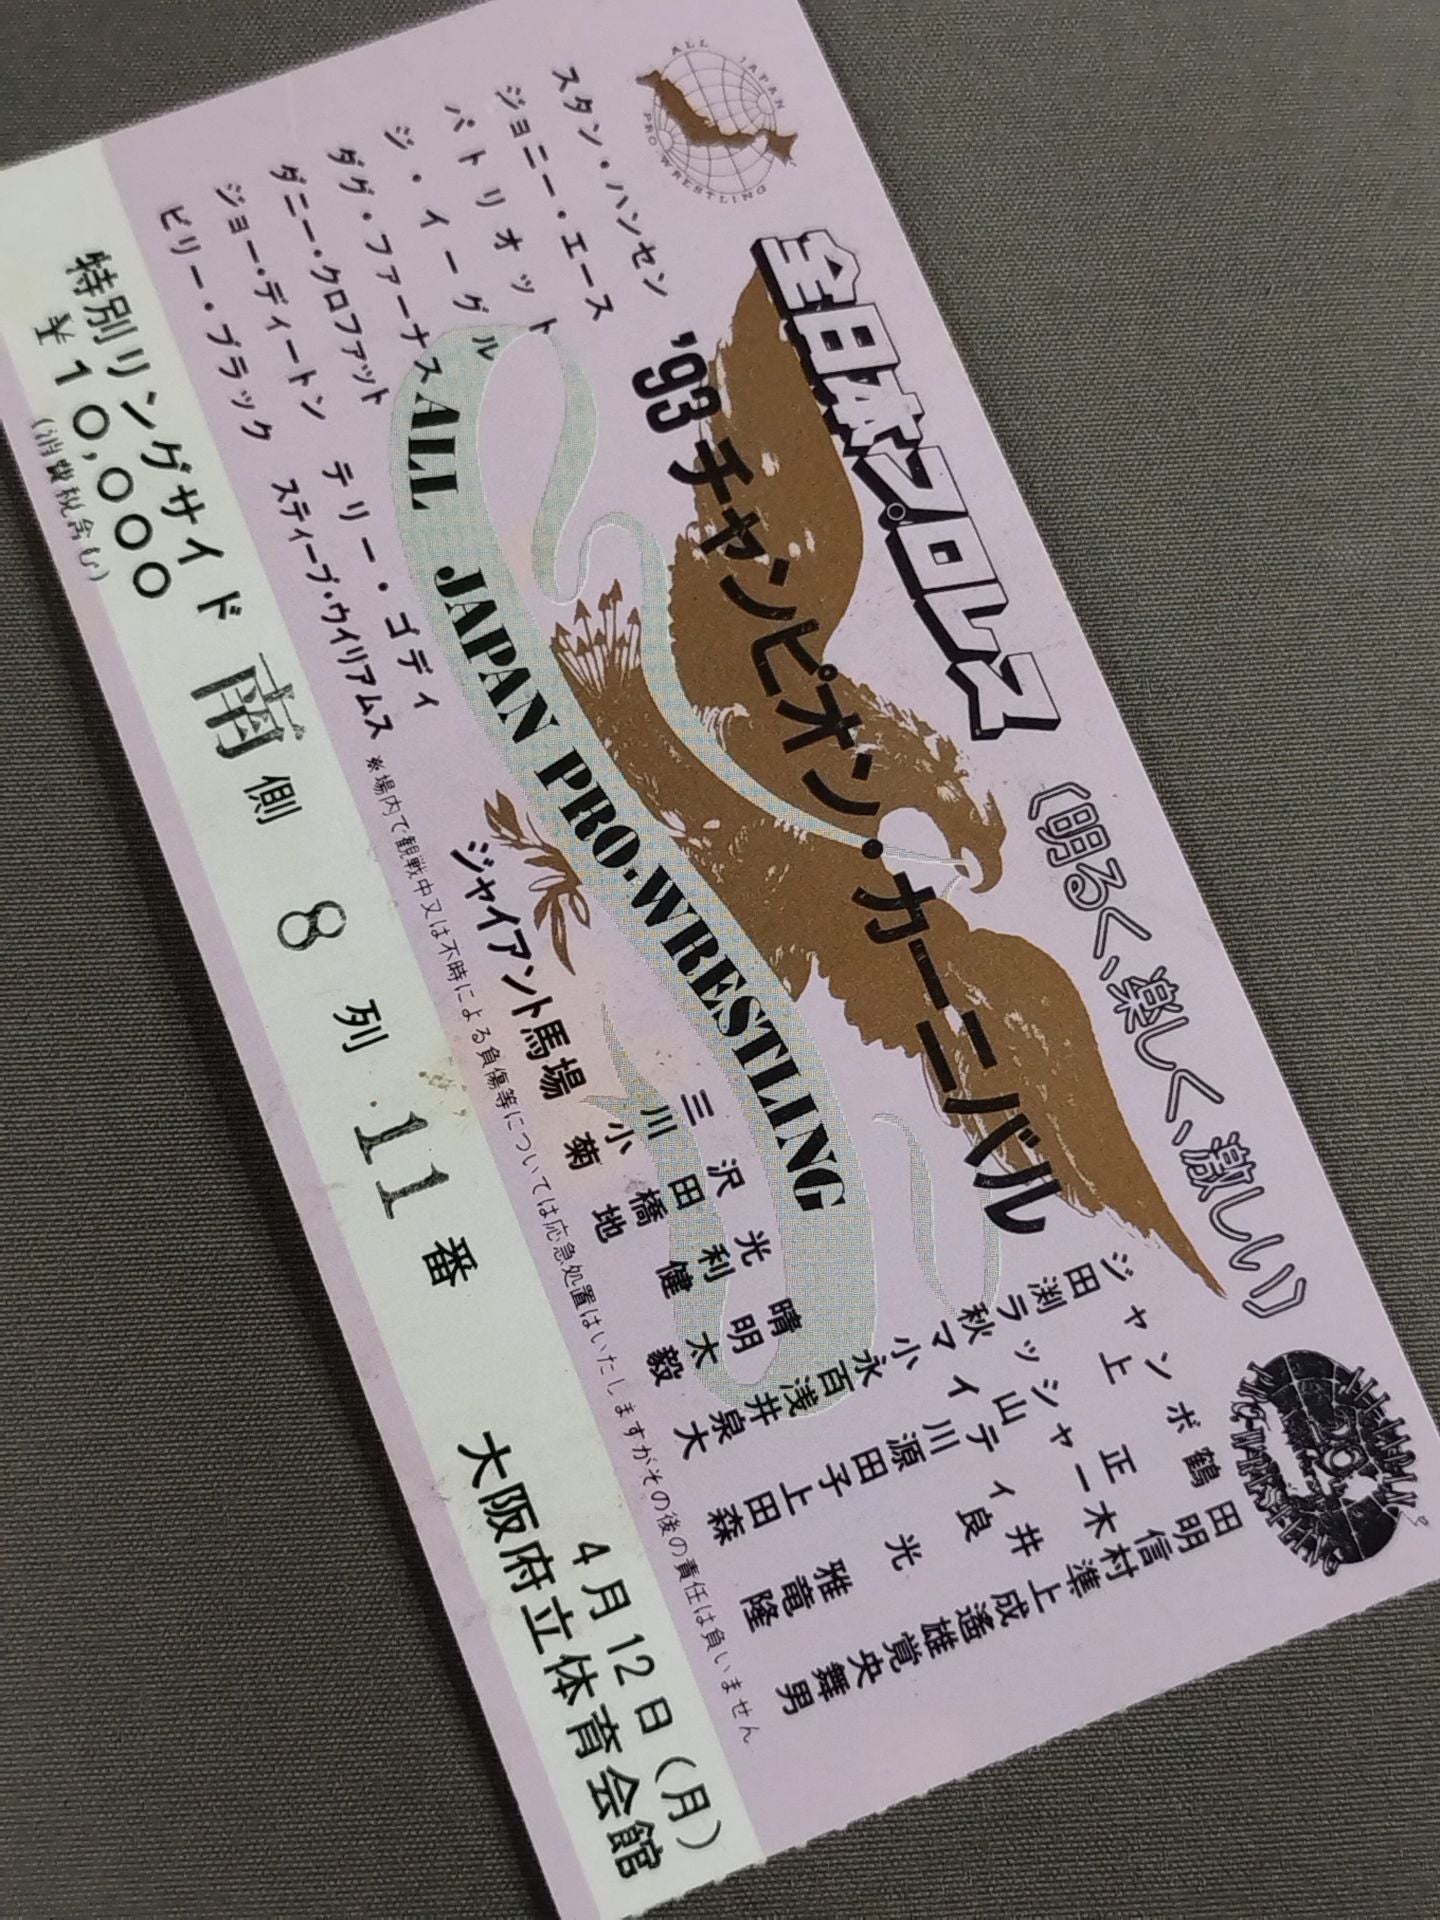 ALL JAPAN
PRO-WRESTLING
全日本プロレス
(明るく、楽しく、激しい)
'93 チャンピオン・カーニバル
ALL JAPAN PRO.WRESTLING
スタン・ハンセン
ジョニー・エース
パトリオット
ジ・イーグル
ダグ・ファーナス
ダニー・クロファット
ジョー・ディートン
ビリー・ブラック
テリー・ゴディ
スティーブ・ウイリアムス
ジャイアント馬場
三沢光晴
川田利明
小橋健太
菊地毅
ジャンボ鶴田
田上明
渕正信
ラッシャー木村
秋山準
マイティ井上
小川良成
永源遙
百田光雄
浅子覚
井上雅央
泉田竜舞
大森隆男
※場内で観戦中又は不時による負傷等については応急処置はいたしますがその後の責任は負いません
特別リングサイド
¥10,000
(消費税含む)
南側 8列 11番
4月12日(月)
大阪府立体育会館